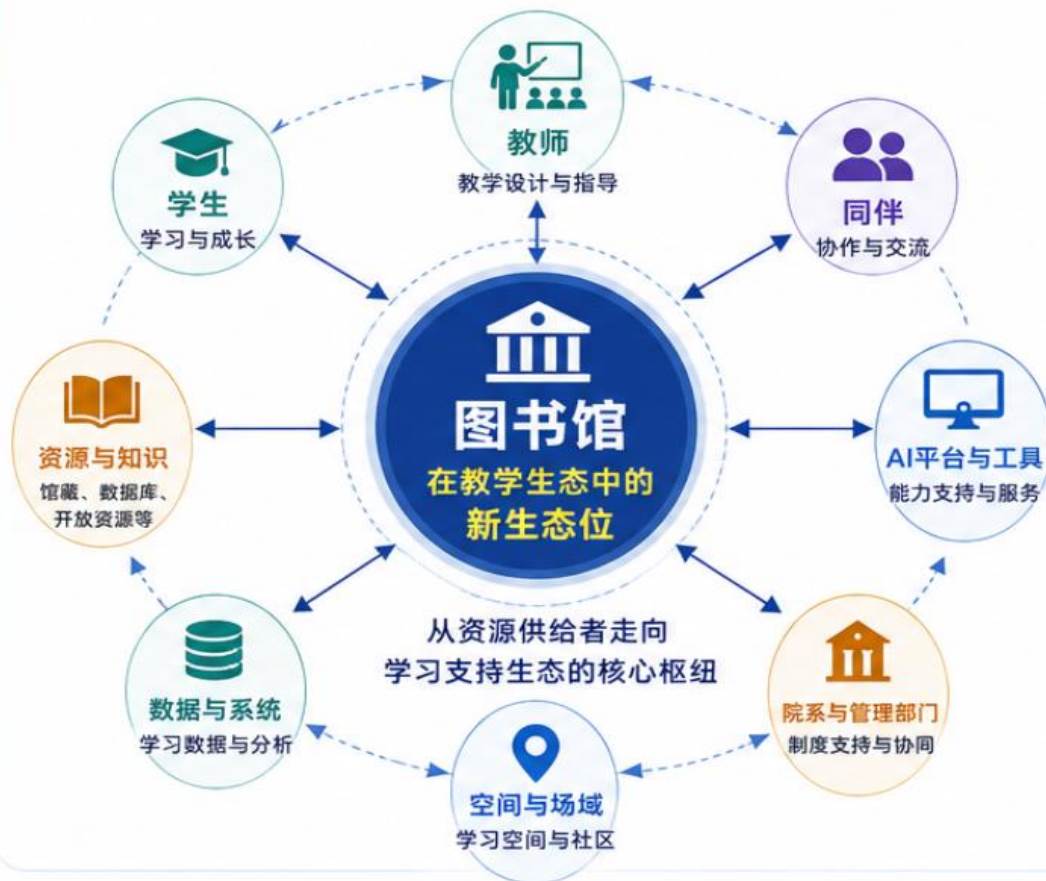 教师
教学设计与指导
学生
学习与成长
同伴
协作与交流
图书馆
在教学生态中的
新生态位
资源与知识
馆藏、数据库、
开放资源等
AI平台与工具
能力支持与服务
从资源供给者走向
学习支持生态的核心枢纽
数据与系统
学习数据与分析
院系与管理部门
制度支持与协同
空间与场域
学习空间与社区